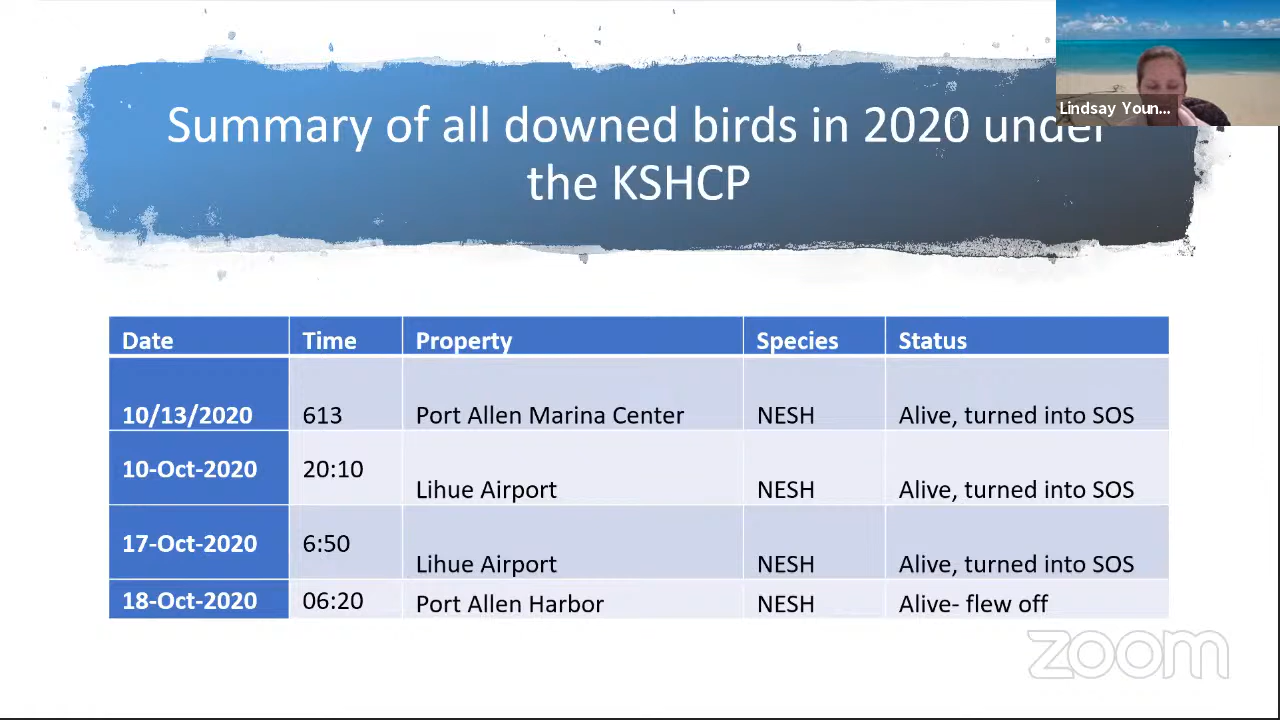 Summary of all downed birds in 2020 under
the KSHCP
Lindsay Youn...
Date Time Property Species Status
10/13/2020 613 Port Allen Marina Center NESH Alive, turned into SOS
10-Oct-2020 20:10 Lihue Airport NESH Alive, turned into SOS
17-Oct-2020 6:50 Lihue Airport NESH Alive, turned into SOS
18-Oct-2020 06:20 Port Allen Harbor NESH Alive- flew off
zoom